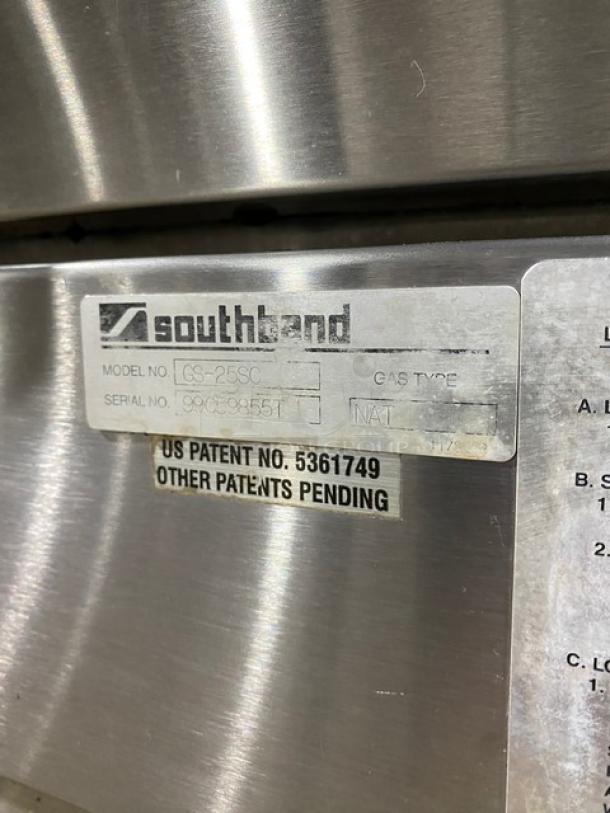 southbend
MODEL NO. GS-25SC
GAS TYPE
SERIAL NO.
NAT
US PATENT NO. 5361749
OTHER PATENTS PENDING
A. L
B. S
1
2.
C. LO
1.